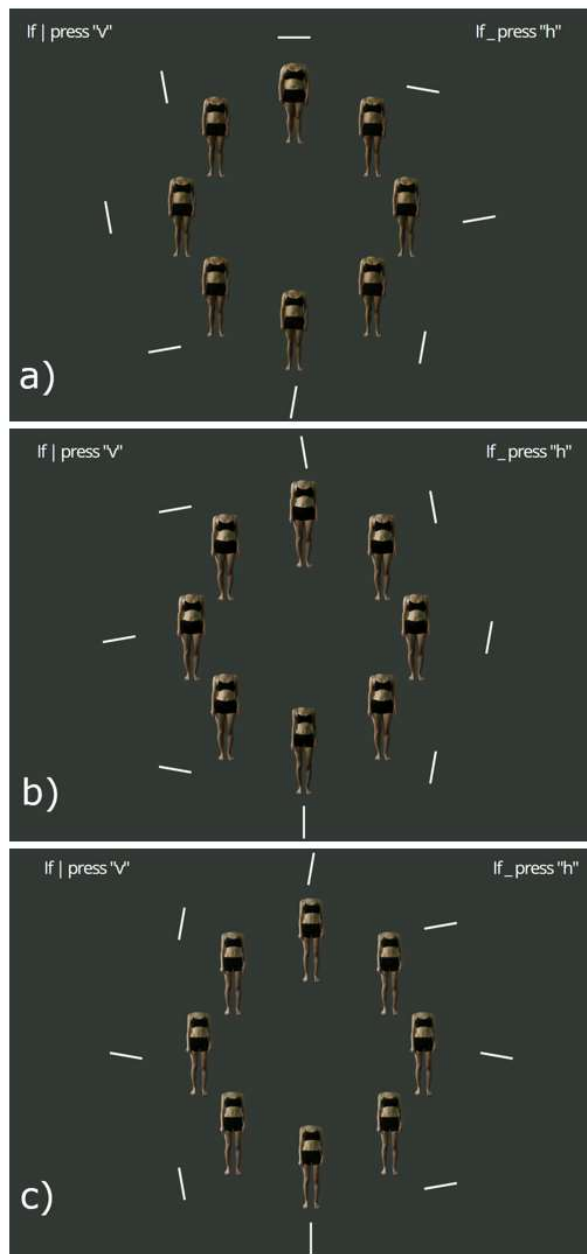 If | press "v"
If _ press "h"
a)
If | press "v"
If _ press "h"
b)
If | press "v"
If _ press "h"
c)